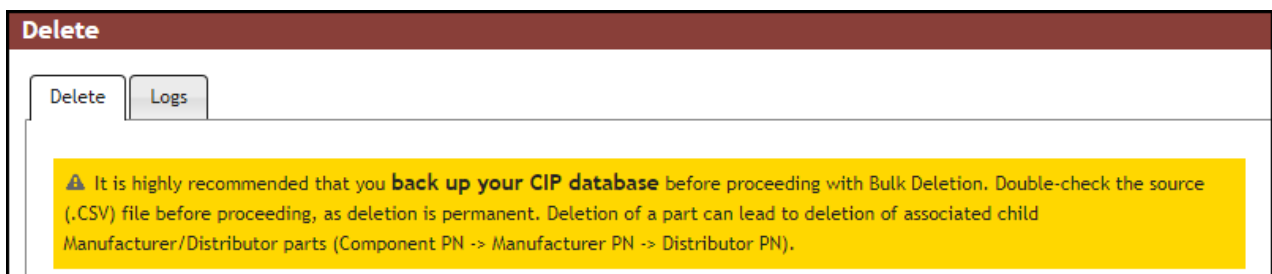 Delete
Delete
Logs
It is highly recommended that you back up your CIP database before proceeding with Bulk Deletion. Double-check the source
(.CSV) file before proceeding, as deletion is permanent. Deletion of a part can lead to deletion of associated child
Manufacturer/Distributor parts (Component PN -> Manufacturer PN -> Distributor PN).